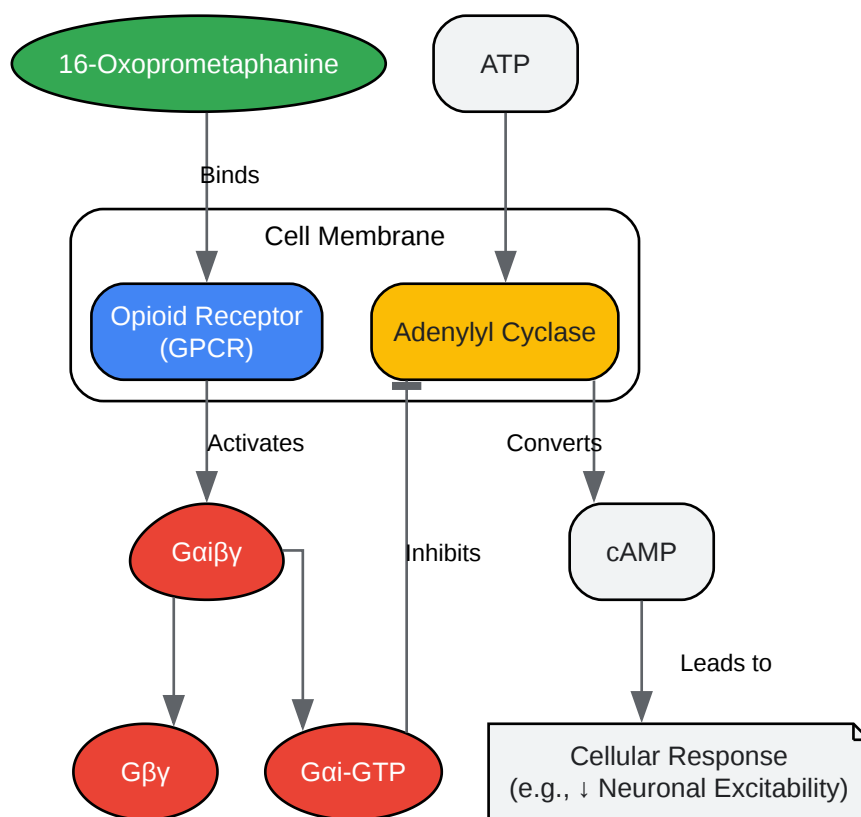 16-Oxoprometaphanine
ATP
Binds
Cell Membrane
Opioid Receptor
(GPCR)
Adenylyl Cyclase
Activates
Converts
Gαiβγ
Inhibits
cAMP
Leads to
Gβγ
Gαi-GTP
Cellular Response
(e.g., ↓ Neuronal Excitability)